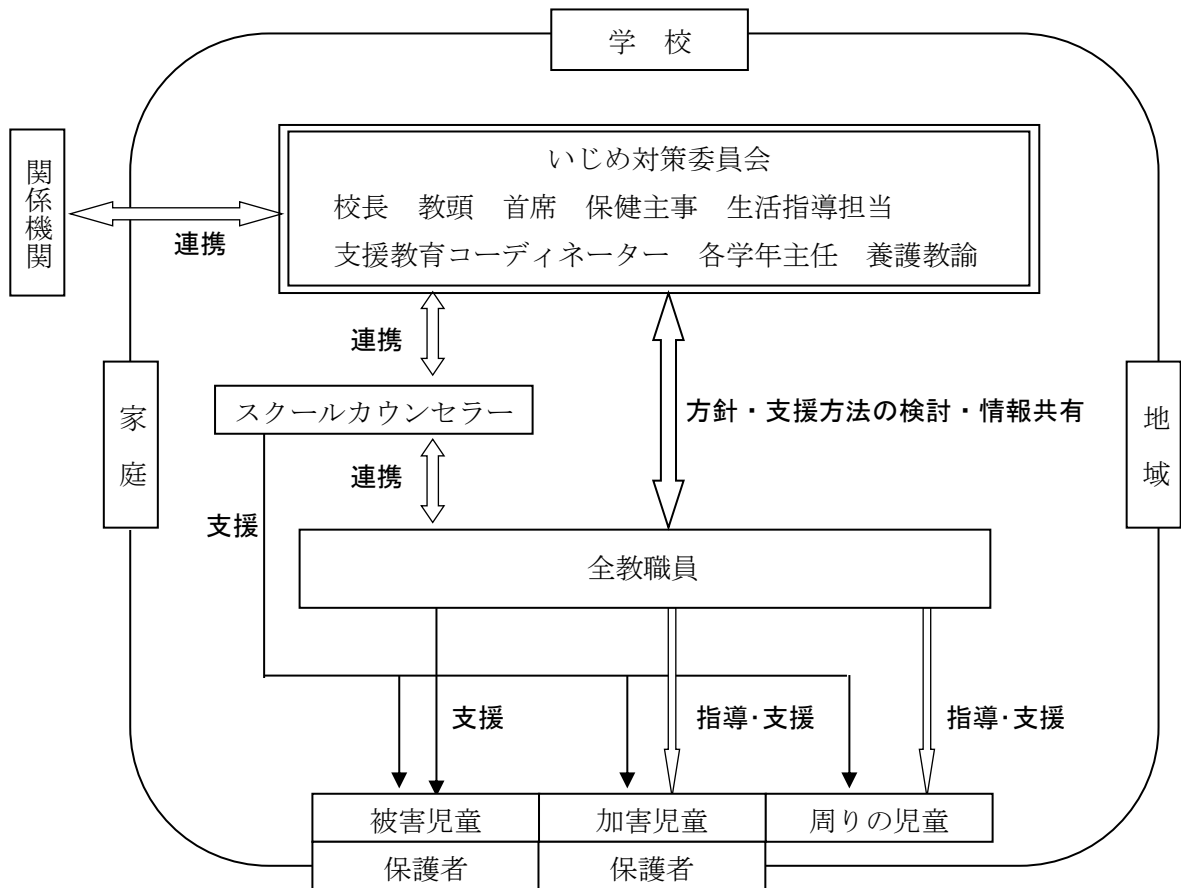 学 校
関係機関
いじめ対策委員会
校長 教頭 首席 保健主事 生活指導担当
支援教育コーディネーター 各学年主任 養護教諭
連携
連携
スクールカウンセラー
方針・支援方法の検討・情報共有
家庭
地域
連携
支援
全教職員
支援
指導・支援
指導・支援
被害児童
加害児童
周りの児童
保護者
保護者